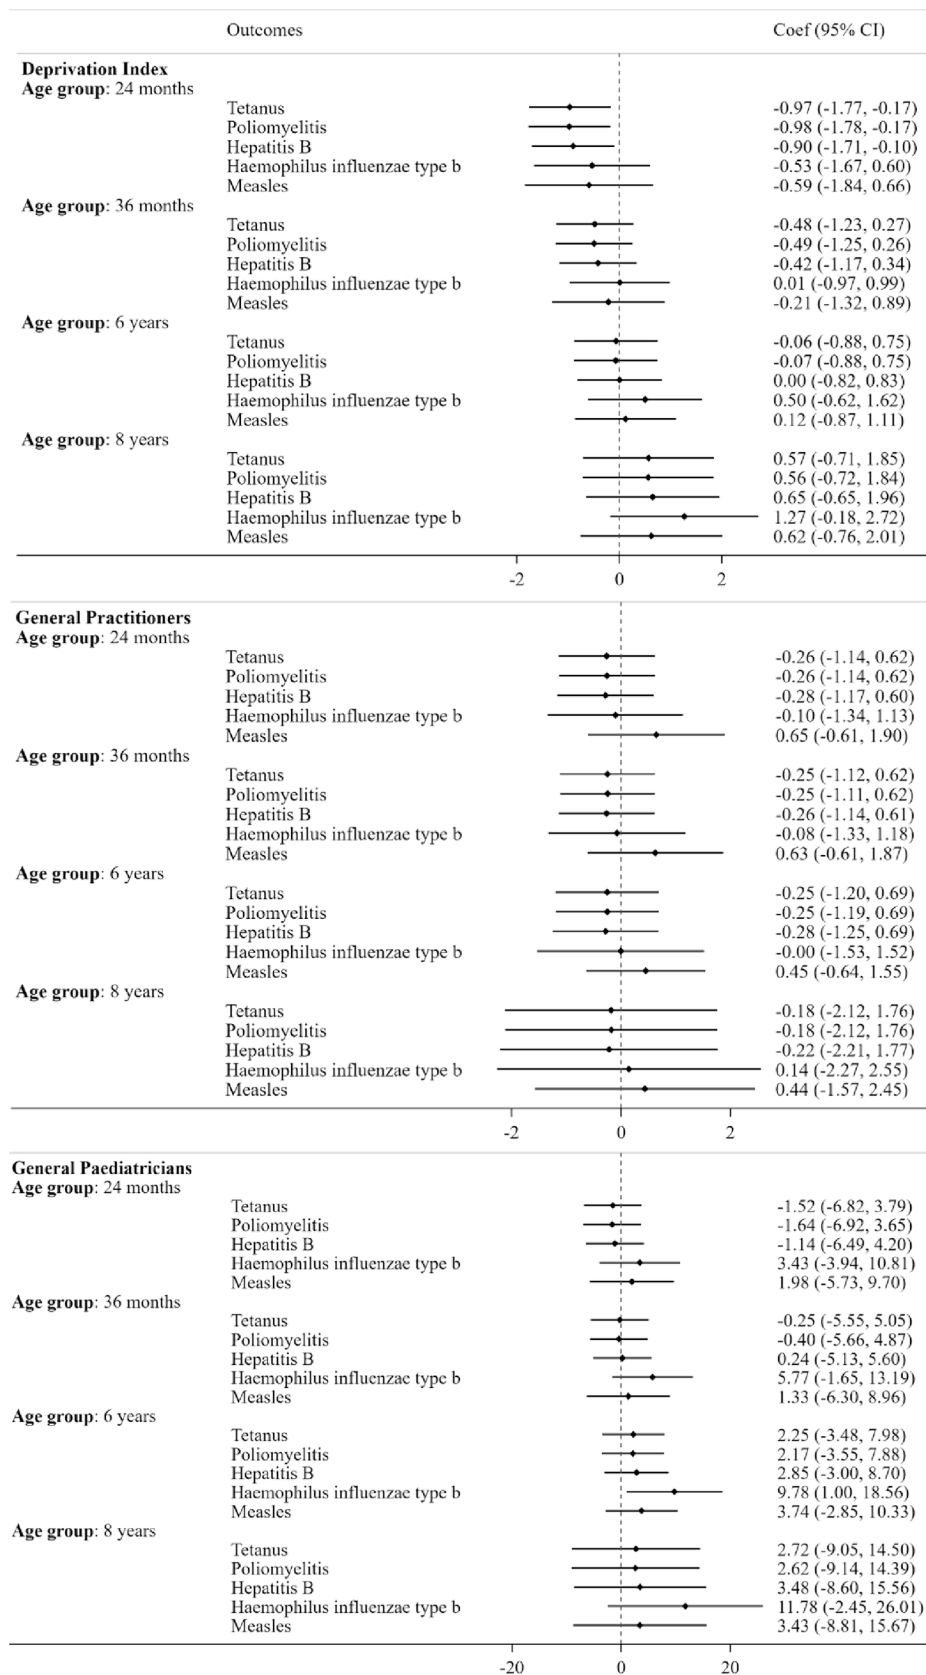 Outcomes Coef (95% CI)
Deprivation Index
Age group: 24 months
Tetanus -0.97 (-1.77, -0.17)
Poliomyelitis -0.98 (-1.78, -0.17)
Hepatitis B -0.90 (-1.71, -0.10)
Haemophilus influenzae type b -0.53 (-1.67, 0.60)
Measles -0.59 (-1.84, 0.66)
Age group: 36 months
Tetanus -0.48 (-1.23, 0.27)
Poliomyelitis -0.49 (-1.25, 0.26)
Hepatitis B -0.42 (-1.17, 0.34)
Haemophilus influenzae type b 0.01 (-0.97, 0.99)
Measles -0.21 (-1.32, 0.89)
Age group: 6 years
Tetanus -0.06 (-0.88, 0.75)
Poliomyelitis -0.07 (-0.88, 0.75)
Hepatitis B 0.00 (-0.82, 0.83)
Haemophilus influenzae type b 0.50 (-0.62, 1.62)
Measles 0.12 (-0.87, 1.11)
Age group: 8 years
Tetanus 0.57 (-0.71, 1.85)
Poliomyelitis 0.56 (-0.72, 1.84)
Hepatitis B 0.65 (-0.65, 1.96)
Haemophilus influenzae type b 1.27 (-0.18, 2.72)
Measles 0.62 (-0.76, 2.01)
-2 0 2
General Practitioners
Age group: 24 months
Tetanus -0.26 (-1.14, 0.62)
Poliomyelitis -0.26 (-1.14, 0.62)
Hepatitis B -0.28 (-1.17, 0.60)
Haemophilus influenzae type b -0.10 (-1.34, 1.13)
Measles 0.65 (-0.61, 1.90)
Age group: 36 months
Tetanus -0.25 (-1.12, 0.62)
Poliomyelitis -0.25 (-1.11, 0.62)
Hepatitis B -0.26 (-1.14, 0.61)
Haemophilus influenzae type b -0.08 (-1.33, 1.18)
Measles 0.63 (-0.61, 1.87)
Age group: 6 years
Tetanus -0.25 (-1.20, 0.69)
Poliomyelitis -0.25 (-1.19, 0.69)
Hepatitis B -0.28 (-1.25, 0.69)
Haemophilus influenzae type b -0.00 (-1.53, 1.52)
Measles 0.45 (-0.64, 1.55)
Age group: 8 years
Tetanus -0.18 (-2.12, 1.76)
Poliomyelitis -0.18 (-2.12, 1.76)
Hepatitis B -0.22 (-2.21, 1.77)
Haemophilus influenzae type b 0.14 (-2.27, 2.55)
Measles 0.44 (-1.57, 2.45)
-2 0 2
General Paediatricians
Age group: 24 months
Tetanus -1.52 (-6.82, 3.79)
Poliomyelitis -1.64 (-6.92, 3.65)
Hepatitis B -1.14 (-6.49, 4.20)
Haemophilus influenzae type b 3.43 (-3.94, 10.81)
Measles 1.98 (-5.73, 9.70)
Age group: 36 months
Tetanus -0.25 (-5.55, 5.05)
Poliomyelitis -0.40 (-5.66, 4.87)
Hepatitis B 0.24 (-5.13, 5.60)
Haemophilus influenzae type b 5.77 (-1.65, 13.19)
Measles 1.33 (-6.30, 8.96)
Age group: 6 years
Tetanus 2.25 (-3.48, 7.98)
Poliomyelitis 2.17 (-3.55, 7.88)
Hepatitis B 2.85 (-3.00, 8.70)
Haemophilus influenzae type b 9.78 (1.00, 18.56)
Measles 3.74 (-2.85, 10.33)
Age group: 8 years
Tetanus 2.72 (-9.05, 14.50)
Poliomyelitis 2.62 (-9.14, 14.39)
Hepatitis B 3.48 (-8.60, 15.56)
Haemophilus influenzae type b 11.78 (-2.45, 26.01)
Measles 3.43 (-8.81, 15.67)
-20 0 20